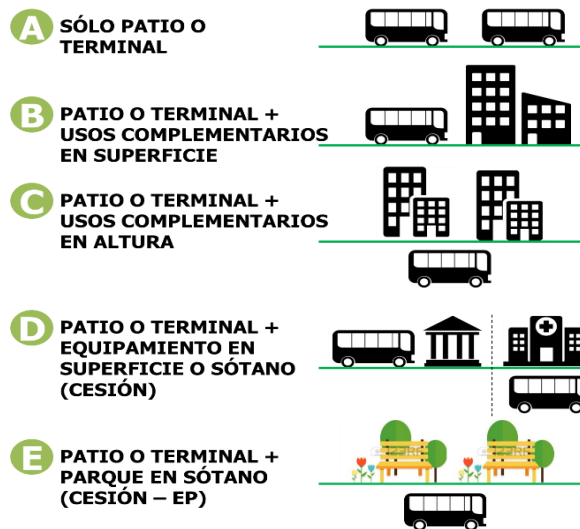 A
SÓLO PATIO O
TERMINAL
B
PATIO O TERMINAL +
USOS COMPLEMENTARIOS
EN SUPERFICIE
C
PATIO O TERMINAL +
USOS COMPLEMENTARIOS
EN ALTURA
D
PATIO O TERMINAL +
EQUIPAMIENTO EN
SUPERFICIE O SÓTANO
(CESIÓN)
E
PATIO O TERMINAL +
PARQUE EN SÓTANO
(CESIÓN – EP)